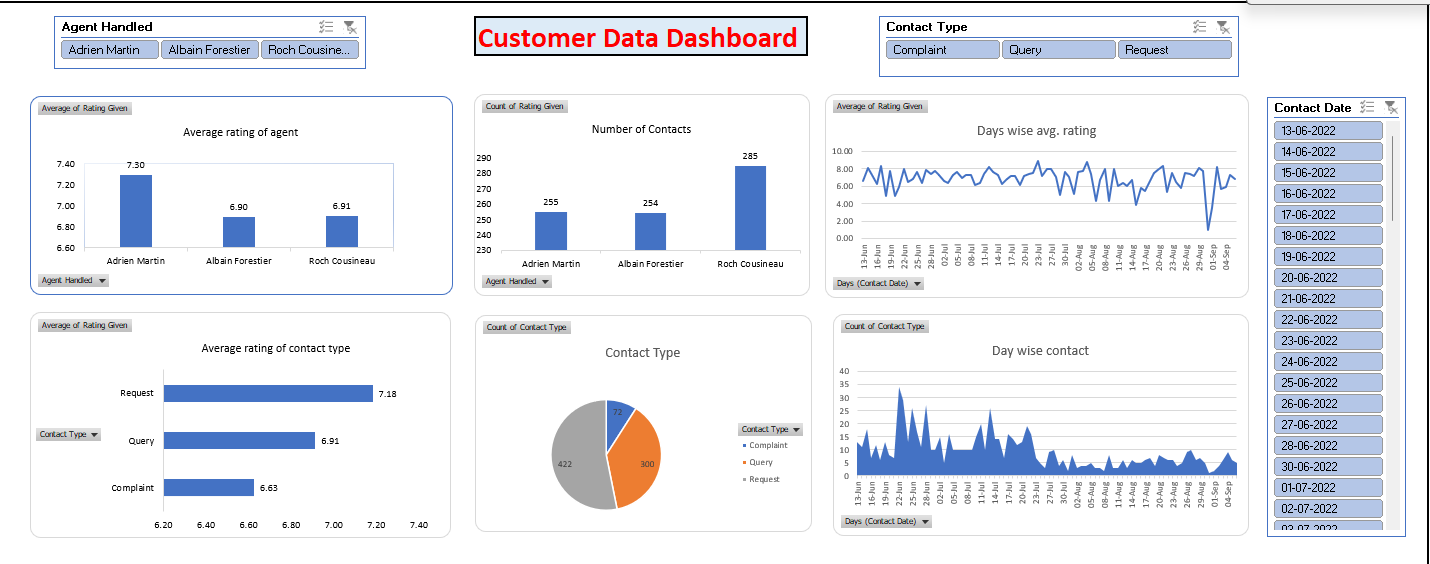 Agent Handled
Adrien Martin
Albain Forestier
Roch Cousine...
Customer Data Dashboard
Contact Type
Complaint
Query
Request
Average of Rating Given
Average rating of agent
7.40
7.20
7.00
6.80
6.60
7.30
6.90
6.91
Adrien Martin
Albain Forestier
Roch Cousineau
Agent Handled
Count of Rating Given
Number of Contacts
290
280
270
260
250
240
230
255
254
285
Adrien Martin
Albain Forestier
Roch Cousineau
Agent Handled
Average of Rating Given
Days wise avg. rating
10.00
8.00
6.00
4.00
2.00
0.00
13-Jun
16-Jun
19-Jun
22-Jun
25-Jun
28-Jun
02-Jul
05-Jul
08-Jul
11-Jul
14-Jul
17-Jul
20-Jul
23-Jul
27-Jul
30-Jul
02-Aug
05-Aug
08-Aug
11-Aug
14-Aug
17-Aug
20-Aug
23-Aug
26-Aug
29-Aug
01-Sep
04-Sep
Days (Contact Date)
Contact Date
13-06-2022
14-06-2022
15-06-2022
16-06-2022
17-06-2022
18-06-2022
19-06-2022
20-06-2022
21-06-2022
22-06-2022
23-06-2022
24-06-2022
25-06-2022
26-06-2022
27-06-2022
28-06-2022
30-06-2022
01-07-2022
02-07-2022
03-07-2022
Average of Rating Given
Average rating of contact type
Request
Query
Complaint
7.18
6.91
6.63
6.20
6.40
6.60
6.80
7.00
7.20
7.40
Contact Type
Count of Contact Type
Contact Type
72
300
422
Contact Type
Complaint
Query
Request
Count of Contact Type
Day wise contact
40
35
30
25
20
15
10
5
0
13-Jun
16-Jun
19-Jun
22-Jun
25-Jun
28-Jun
02-Jul
05-Jul
08-Jul
11-Jul
14-Jul
17-Jul
20-Jul
23-Jul
27-Jul
30-Jul
02-Aug
05-Aug
08-Aug
11-Aug
14-Aug
17-Aug
20-Aug
23-Aug
26-Aug
29-Aug
01-Sep
04-Sep
Days (Contact Date)